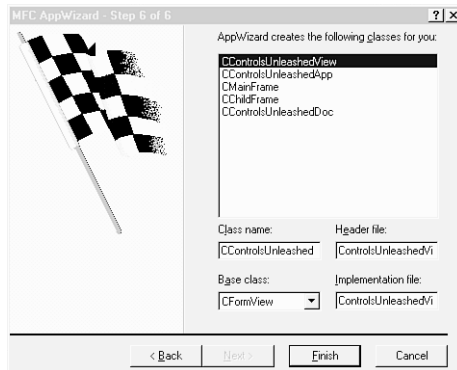 MFC AppWizard - Step 6 of 6
AppWizard creates the following classes for you:
CControlsUnleashedView
CControlsUnleashedApp
CMainFrame
CChildFrame
CControlsUnleashedDoc
Class name: Header file:
CControlsUnleashed ControlsUnleashedVi
Base class: Implementation file:
CFormView ControlsUnleashedVi
< Back Next > Finish Cancel